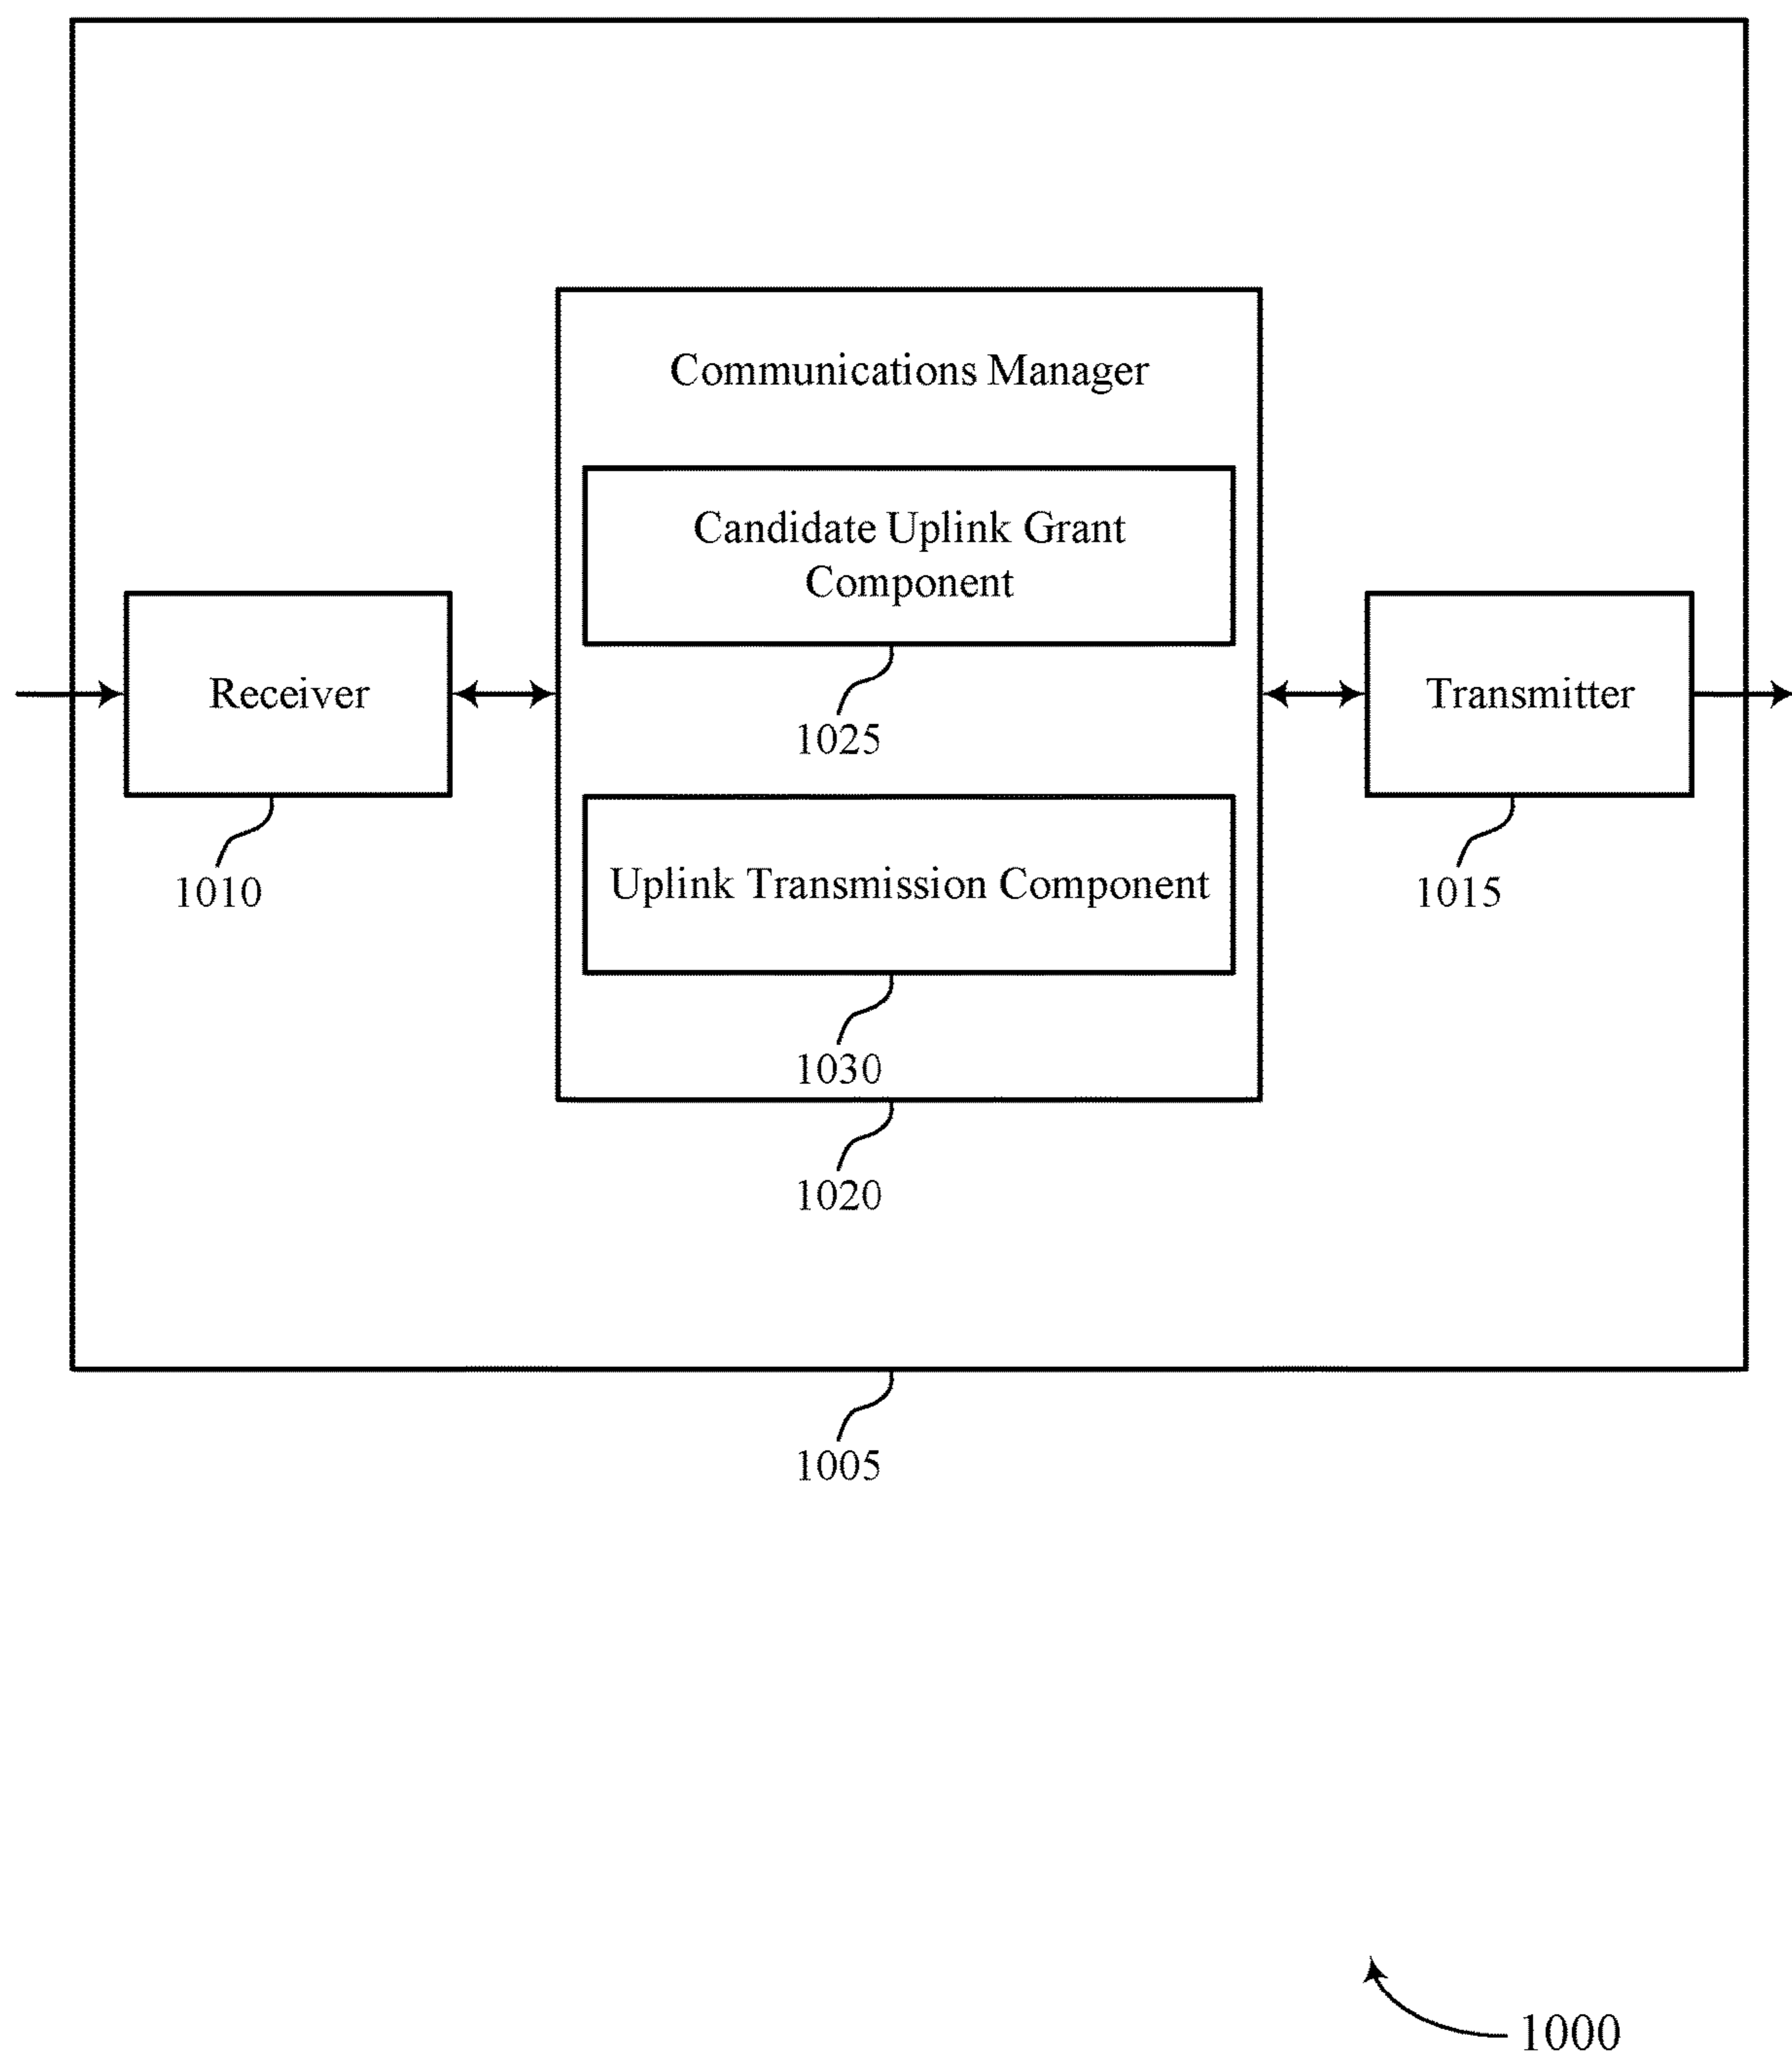 Communications Manager
Candidate Uplink Grant
Component
1025
Receiver
1010
Transmitter
1015
Uplink Transmission Component
1030
1020
1005
1000